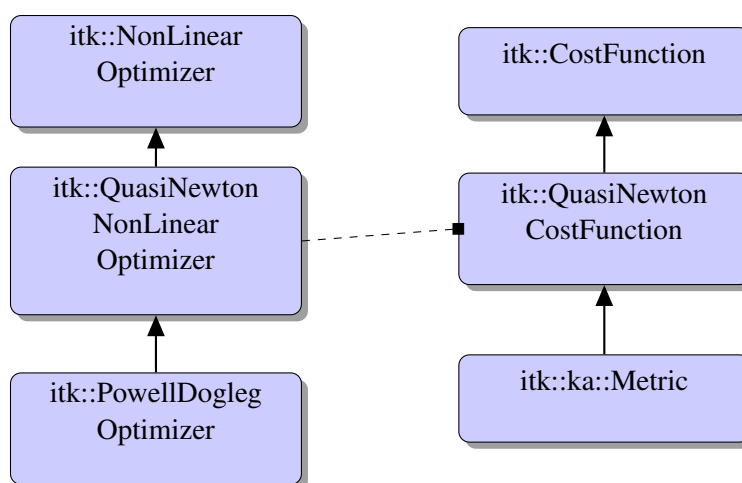 itk::NonLinear
Optimizer
itk::CostFunction
itk::QuasiNewton
NonLinear
Optimizer
itk::QuasiNewton
CostFunction
itk::PowellDogleg
Optimizer
itk::ka::Metric